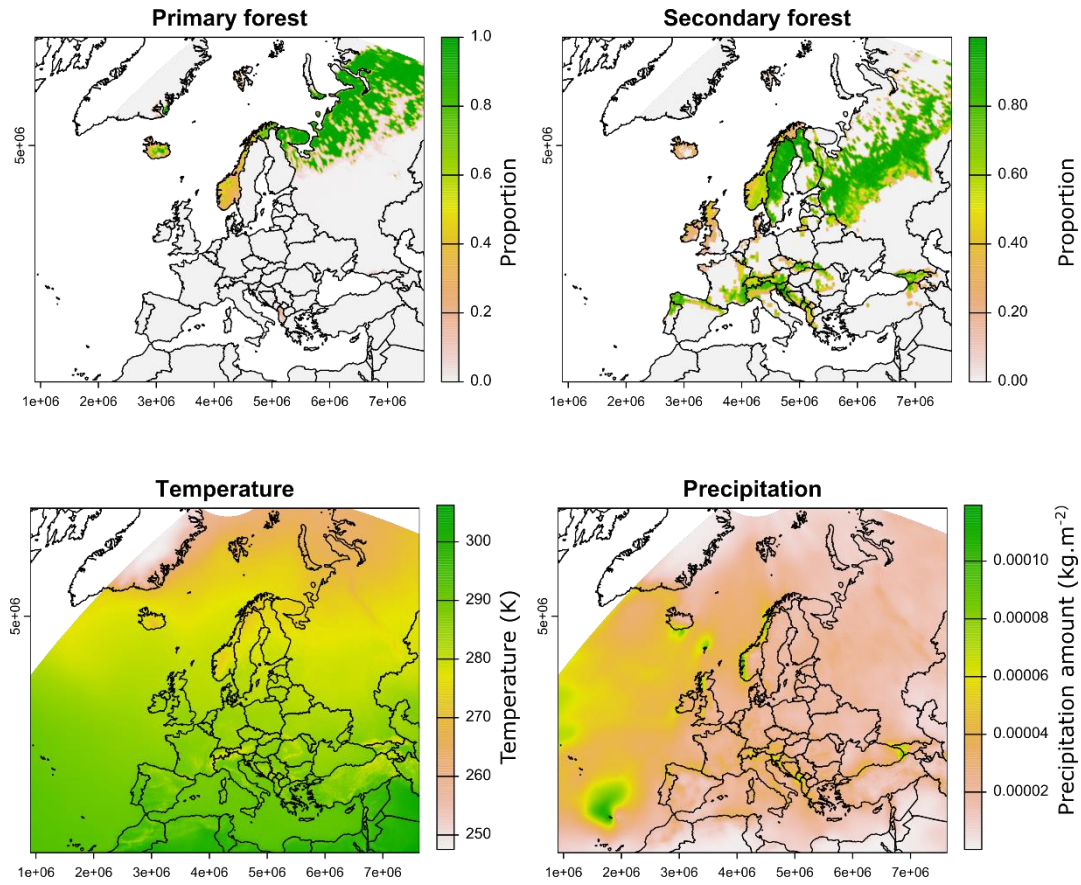 Primary forest
Secondary forest
5e+06
1.0
0.8
0.6
0.4
0.2
0.0
Proportion
1e+06 2e+06 3e+06 4e+06 5e+06 6e+06 7e+06
5e+06
0.80
0.60
0.40
0.20
0.00
Proportion
1e+06 2e+06 3e+06 4e+06 5e+06 6e+06 7e+06
Temperature
Precipitation
5e+06
300
290
280
270
260
250
Temperature (K)
1e+06 2e+06 3e+06 4e+06 5e+06 6e+06 7e+06
5e+06
0.00010
0.00008
0.00006
0.00004
0.00002
Precipitation amount (kg.m⁻²)
1e+06 2e+06 3e+06 4e+06 5e+06 6e+06 7e+06